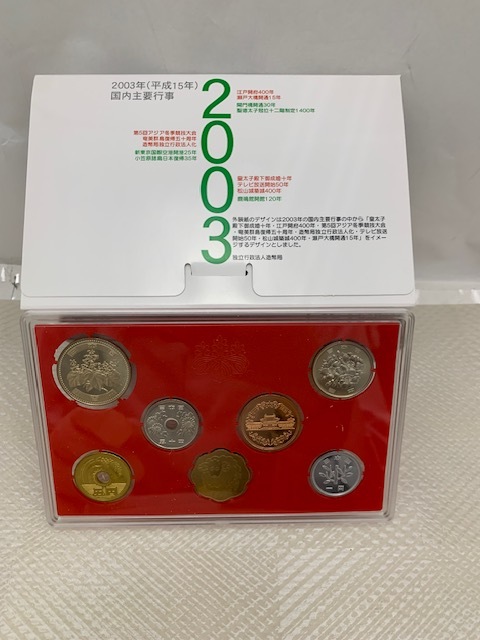 2003年(平成15年)
国内主要行事
2003
江戸開府400年
瀬戸大橋開通15年
関門橋開通30年
聖徳太子冠位十二階制定1400年
第5回アジア冬季競技大会
奄美群島復帰五十周年
造幣局独立行政法人化
新東京国際空港開港25年
小笠原諸島日本復帰35年
皇太子殿下御成婚十年
テレビ放送開始50年
松山城築城400年
鹿鳴館開館120年
外装紙のデザインは2003年の国内主要行事の中から「皇太
子殿下御成婚十年・江戸開府400年・第5回アジア冬季競技大会
・奄美群島復帰五十周年・造幣局独立行政法人化・テレビ放送
開始50年・松山城築城400年・瀬戸大橋開通15年」をイメー
ジするデザインとしました。
独立行政法人造幣局
五円
一円